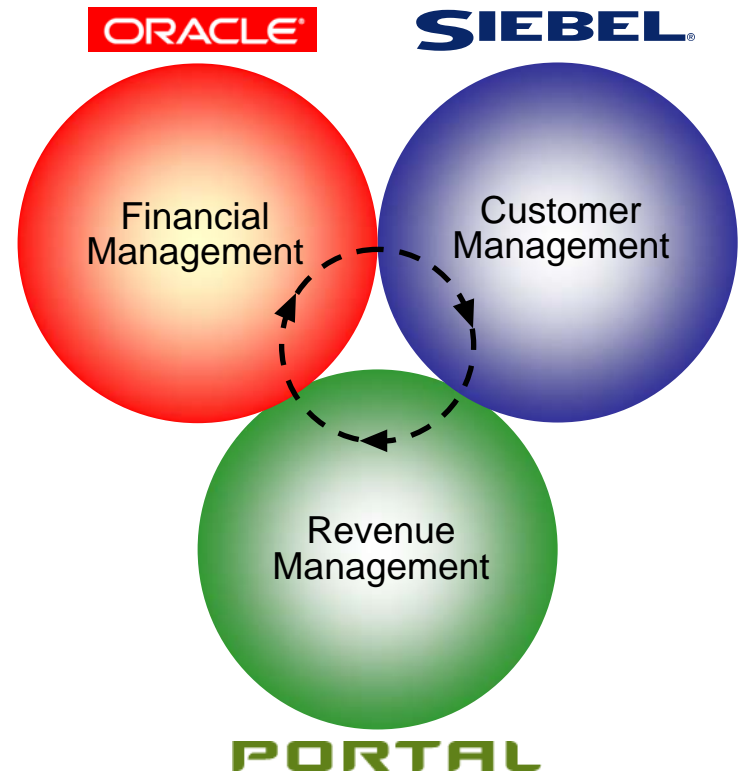 ORACLE®
SIEBEL®
Financial
Management
Customer
Management
Revenue
Management
PORTAL